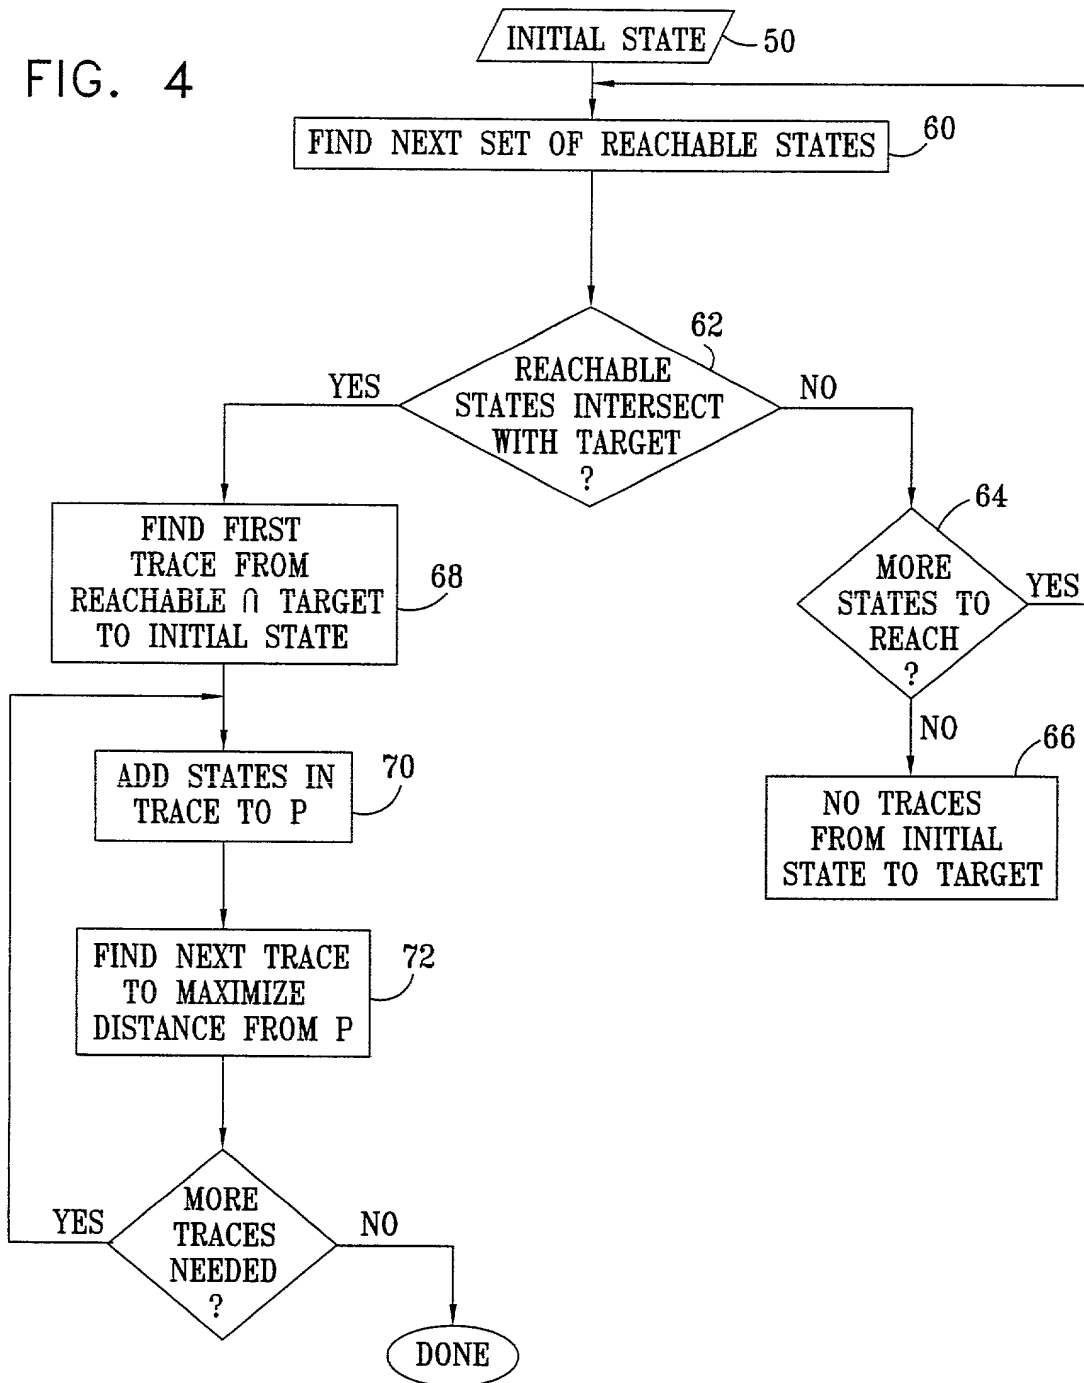 FIG. 4
INITIAL STATE
50
FIND NEXT SET OF REACHABLE STATES
60
REACHABLE
STATES INTERSECT
WITH TARGET
?
62
YES
NO
FIND FIRST
TRACE FROM
REACHABLE ∩ TARGET
TO INITIAL STATE
68
MORE
STATES TO
REACH
?
64
YES
NO
ADD STATES IN
TRACE TO P
70
NO TRACES
FROM INITIAL
STATE TO TARGET
66
FIND NEXT TRACE
TO MAXIMIZE
DISTANCE FROM P
72
MORE
TRACES
NEEDED
?
YES
NO
DONE